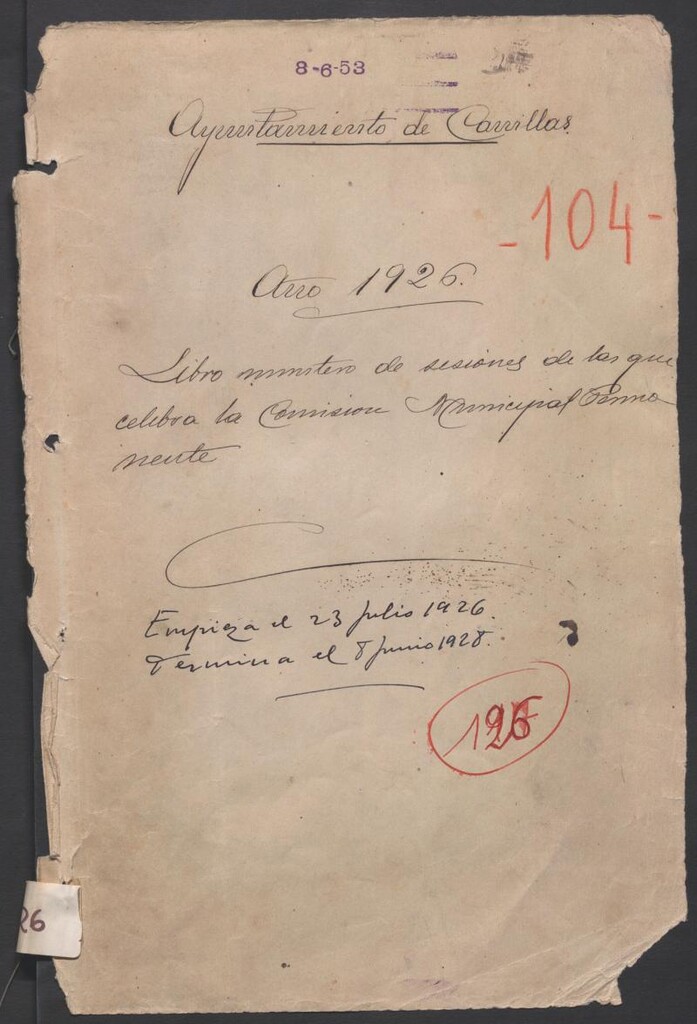 8-6-53
Ayuntamiento de Canillas
- 104 -
Año 1926.
Libro minutero de sesiones de las que
celebra la Comision Municipal Perma
nente
Empieza el 23 julio 1926.
Termina el 8 junio 1928.
126
26